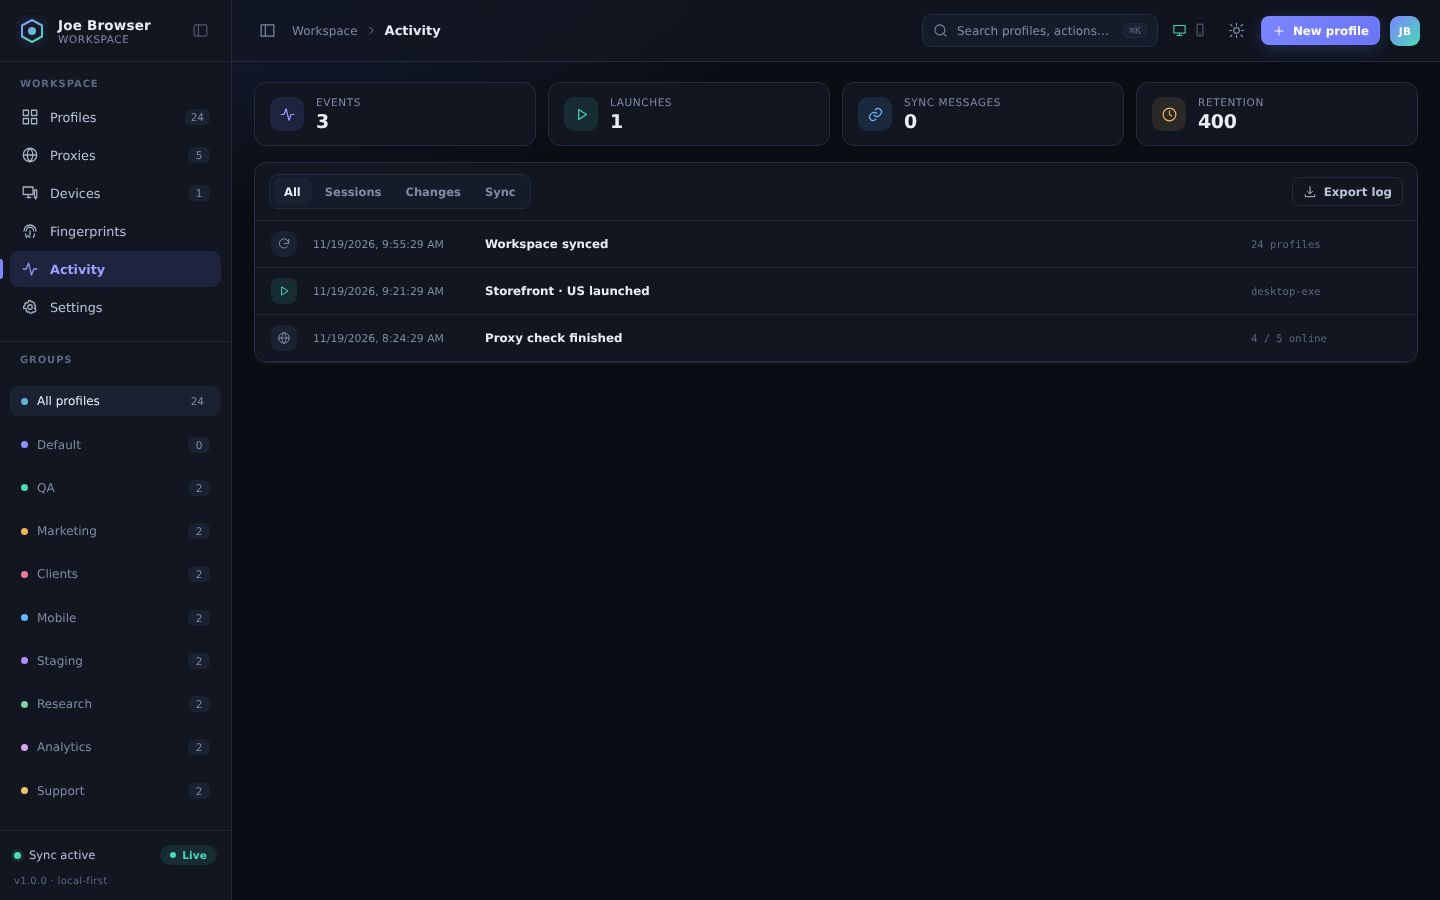 Joe Browser
WORKSPACE
WORKSPACE
Profiles 24
Proxies 5
Devices 1
Fingerprints
Activity
Settings
GROUPS
All profiles 24
Default 0
QA 2
Marketing 2
Clients 2
Mobile 2
Staging 2
Research 2
Analytics 2
Support 2
Sync active Live
v1.0.0 · local-first
Workspace > Activity
Search profiles, actions... ⌘K
+ New profile
JB
EVENTS
3
LAUNCHES
1
SYNC MESSAGES
0
RETENTION
400
All Sessions Changes Sync
Export log
11/19/2026, 9:55:29 AM Workspace synced 24 profiles
11/19/2026, 9:21:29 AM Storefront · US launched desktop-exe
11/19/2026, 8:24:29 AM Proxy check finished 4 / 5 online